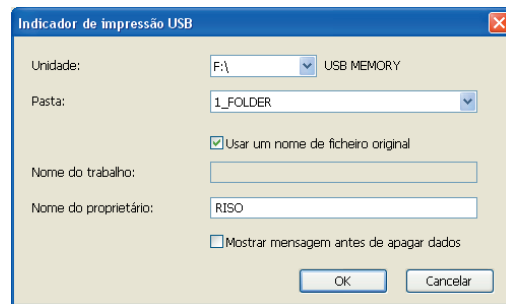 Indicador de impressão USB
Unidade: F:\ USB MEMORY
Pasta: 1_FOLDER
Usar um nome de ficheiro original
Nome do trabalho:
Nome do proprietário: RISO
Mostrar mensagem antes de apagar dados
OK Cancelar